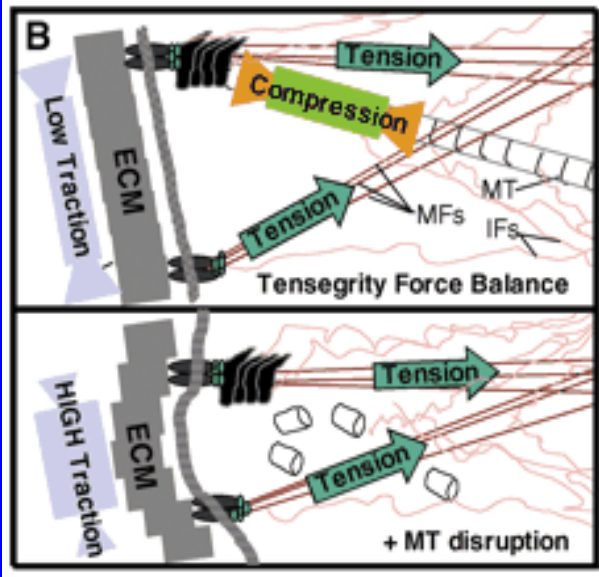 B
Tension
Compression
Low Traction
ECM
MT
MFs
IFs
Tension
Tensegrity Force Balance
Tension
HIGH Traction
ECM
Tension
+ MT disruption